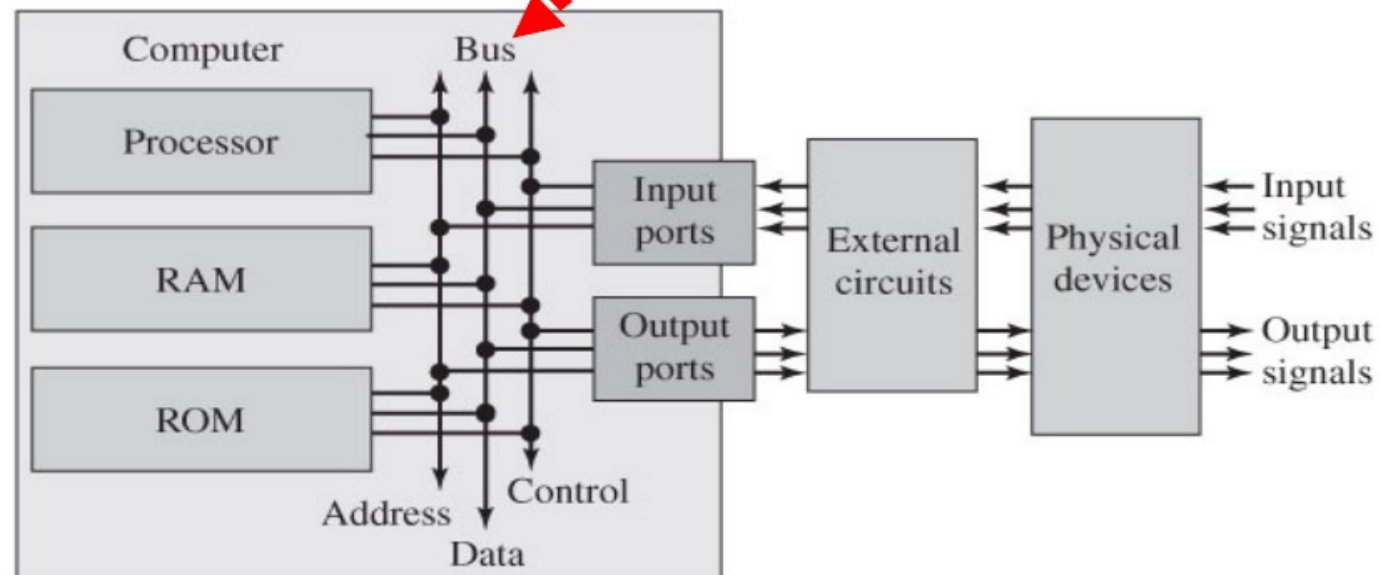 Computer
Bus
Processor
RAM
ROM
Address
Data
Control
Input
ports
Output
ports
External
circuits
Physical
devices
Input
signals
Output
signals